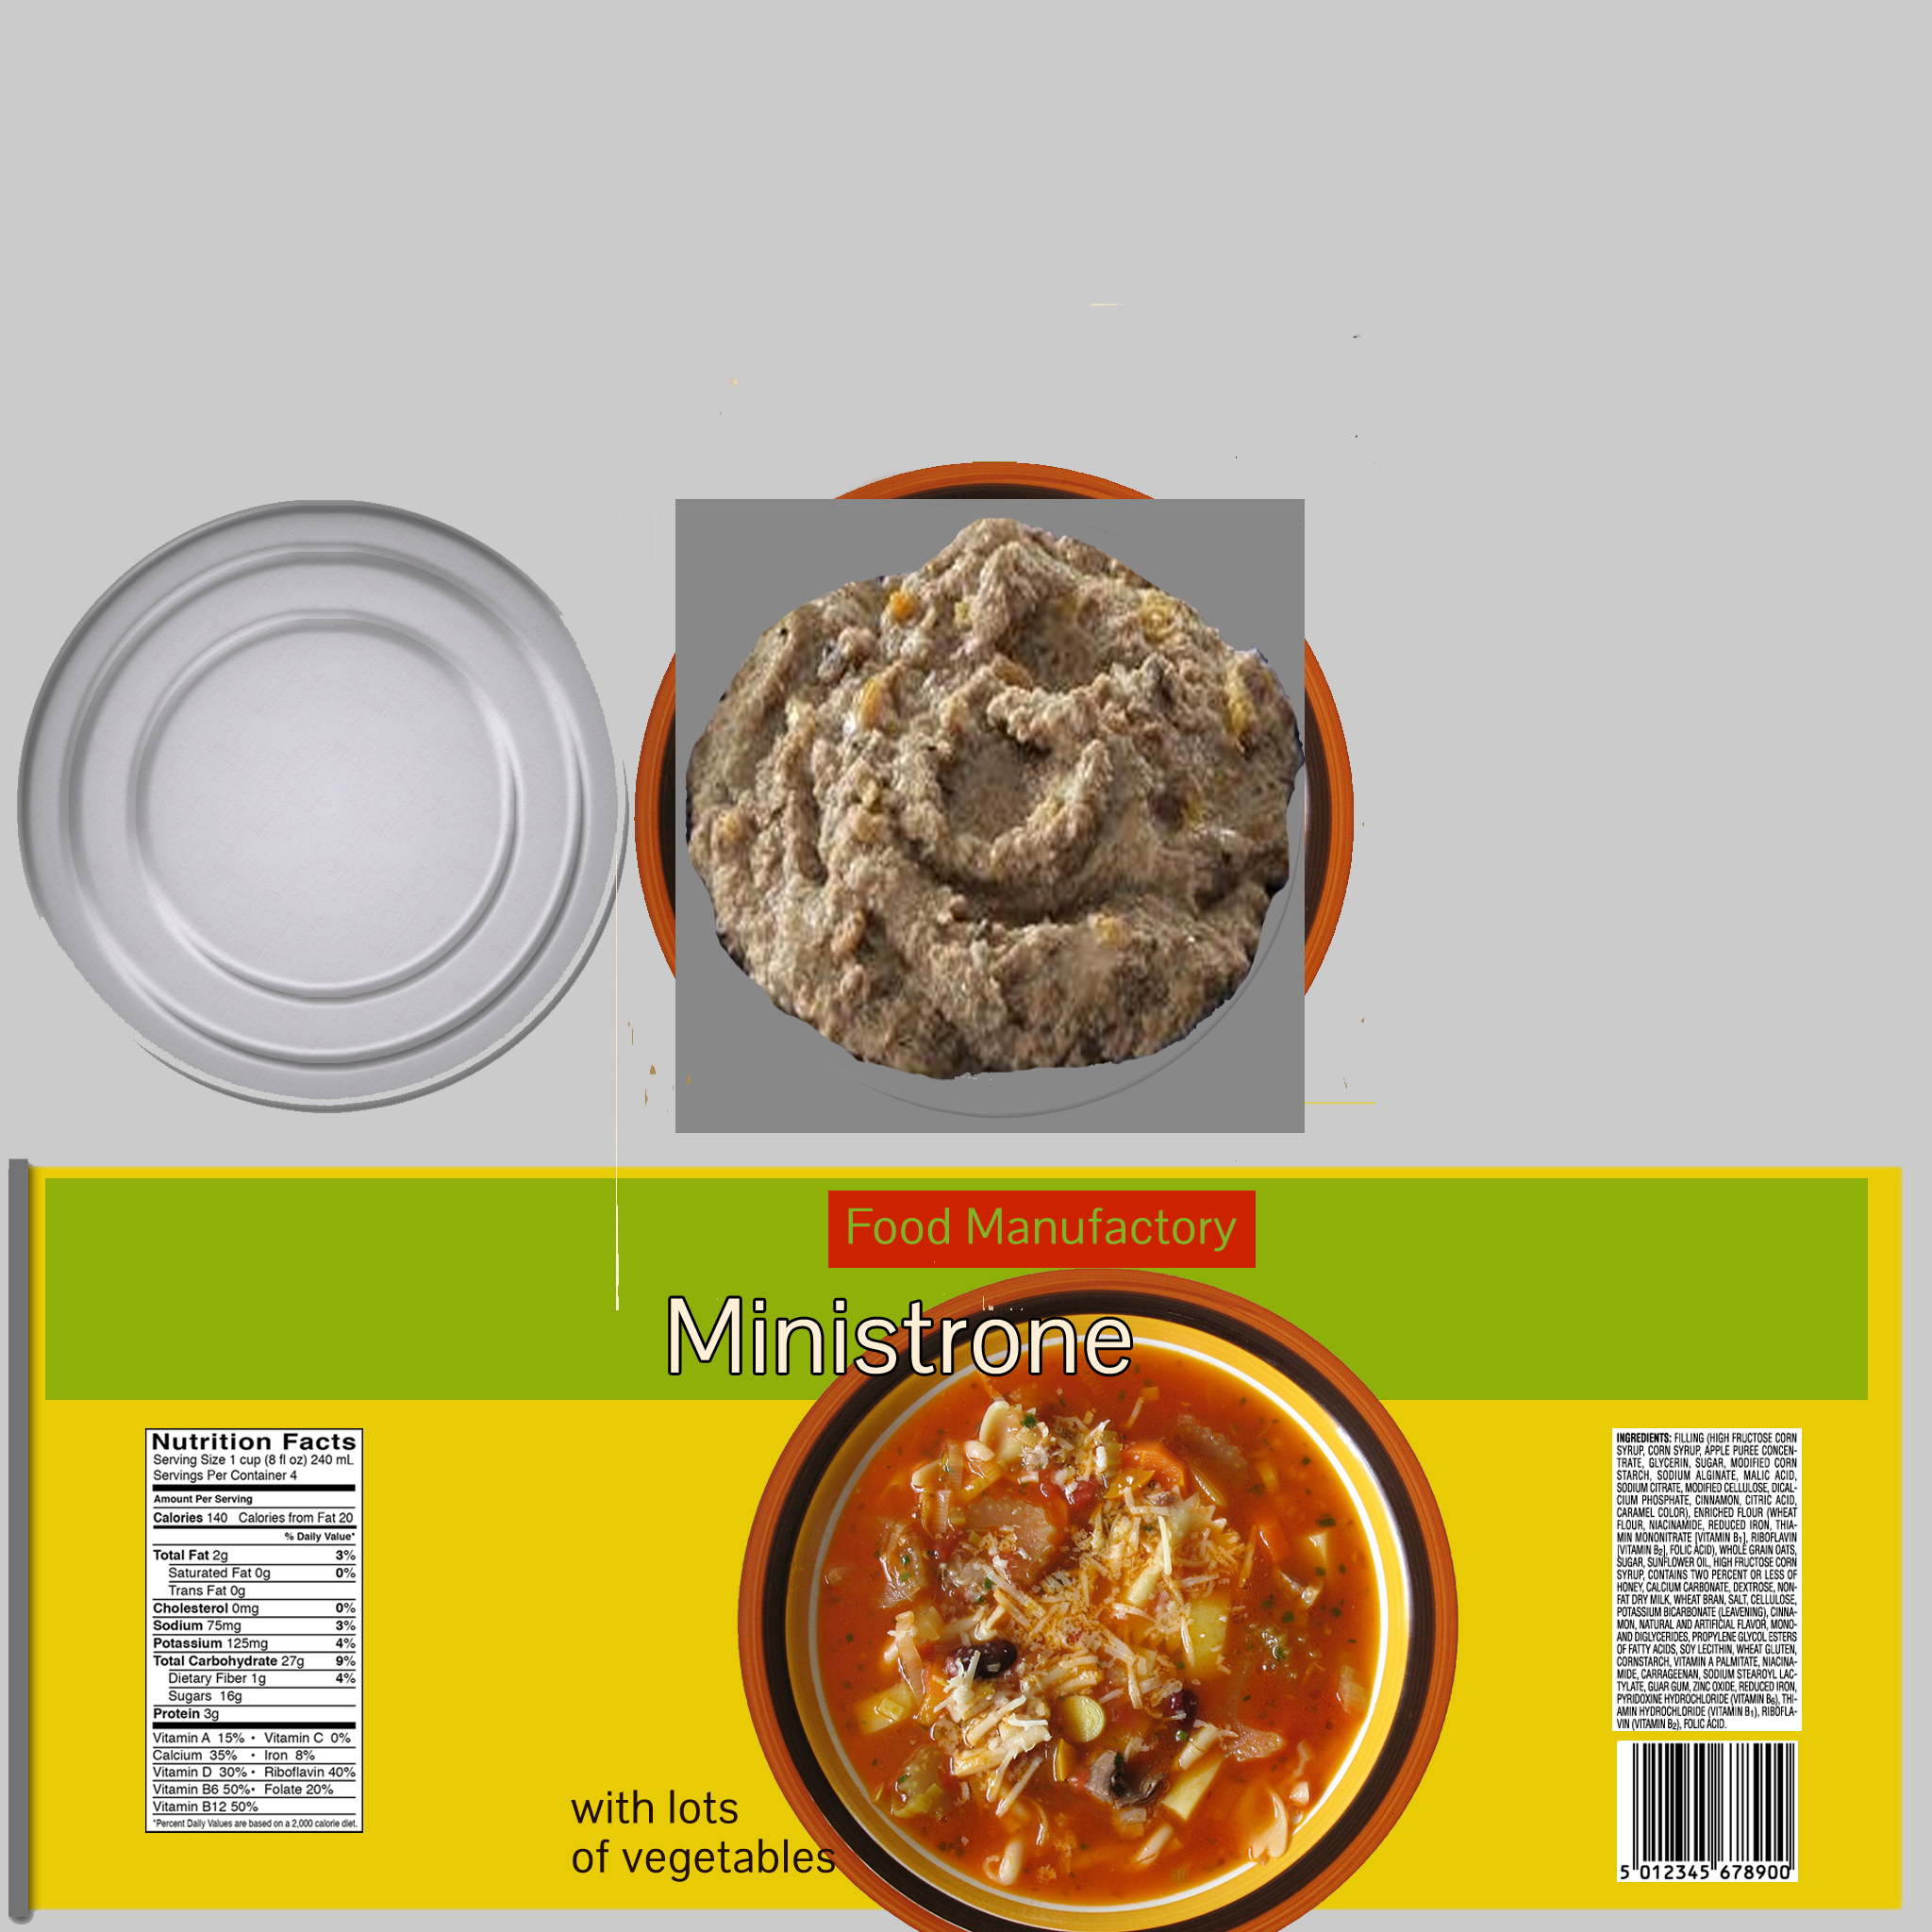 Food Manufactory
Ministrone
Nutrition Facts
Serving Size 1 cup (8 fl oz) 240 mL
Servings Per Container 4
Amount Per Serving
Calories 140 Calories from Fat 20
% Daily Value*
Total Fat 2g 3%
Saturated Fat 0g 0%
Trans Fat 0g
Cholesterol 0mg 0%
Sodium 75mg 3%
Potassium 125mg 4%
Total Carbohydrate 27g 9%
Dietary Fiber 1g 4%
Sugars 16g
Protein 3g
Vitamin A 15% • Vitamin C 0%
Calcium 35% • Iron 8%
Vitamin D 30% • Riboflavin 40%
Vitamin B6 50% • Folate 20%
Vitamin B12 50%
*Percent Daily Values are based on a 2,000 calorie diet.
with lots
of vegetables
INGREDIENTS: FILLING (HIGH FRUCTOSE CORN
SYRUP, CORN SYRUP, APPLE PUREE CONCEN-
TRATE, GLYCERIN, SUGAR, MODIFIED CORN
STARCH, SODIUM ALGINATE, MALIC ACID,
SODIUM CITRATE, MODIFIED CELLULOSE, DICAL-
CIUM PHOSPHATE, CINNAMON, CITRIC ACID,
CARAMEL COLOR), ENRICHED FLOUR (WHEAT
FLOUR, NIACINAMIDE, REDUCED IRON, THIA-
MIN MONONITRATE [VITAMIN B1], RIBOFLAVIN
[VITAMIN B2], FOLIC ACID), WHOLE GRAIN OATS,
SUGAR, SUNFLOWER OIL, HIGH FRUCTOSE CORN
SYRUP, CONTAINS TWO PERCENT OR LESS OF
HONEY, CALCIUM CARBONATE, DEXTROSE, NON-
FAT DRY MILK, WHEAT BRAN, SALT, CELLULOSE,
POTASSIUM BICARBONATE (LEAVENING), CINNA-
MON, NATURAL AND ARTIFICIAL FLAVOR, MONO-
AND DIGLYCERIDES, PROPYLENE GLYCOL ESTERS
OF FATTY ACIDS, SOY LECITHIN, WHEAT GLUTEN,
CORNSTARCH, VITAMIN A PALMITATE, NIACINA-
MIDE, CARRAGEENAN, SODIUM STEAROYL LAC-
TYLATE, GUAR GUM, ZINC OXIDE, REDUCED IRON,
PYRIDOXINE HYDROCHLORIDE (VITAMIN B6), THI-
AMIN HYDROCHLORIDE (VITAMIN B1), RIBOFLA-
VIN (VITAMIN B2), FOLIC ACID.
5 012345 678900